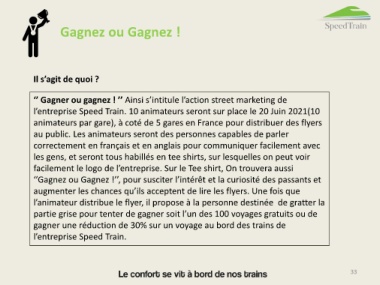 Gagnez ou Gagnez !
SpeedTrain
Il s’agit de quoi ?
“ Gagner ou gagnez ! ’’ Ainsi s’intitule l’action street marketing de
l’entreprise Speed Train. 10 animateurs seront sur place le 20 Juin 2021(10
animateurs par gare), à coté de 5 gares en France pour distribuer des flyers
au public. Les animateurs seront des personnes capables de parler
correctement en français et en anglais pour communiquer facilement avec
les gens, et seront tous habillés en tee shirts, sur lesquelles on peut voir
facilement le logo de l’entreprise. Sur le Tee shirt, On trouvera aussi
‘‘Gagnez ou Gagnez !’’, pour susciter l’intérêt et la curiosité des passants et
augmenter les chances qu’ils acceptent de lire les flyers. Une fois que
l’animateur distribue le flyer, il propose à la personne destinée de gratter la
partie grise pour tenter de gagner soit l’un des 100 voyages gratuits ou de
gagner une réduction de 30% sur un voyage au bord des trains de
l’entreprise Speed Train.
Le confort se vit à bord de nos trains
33